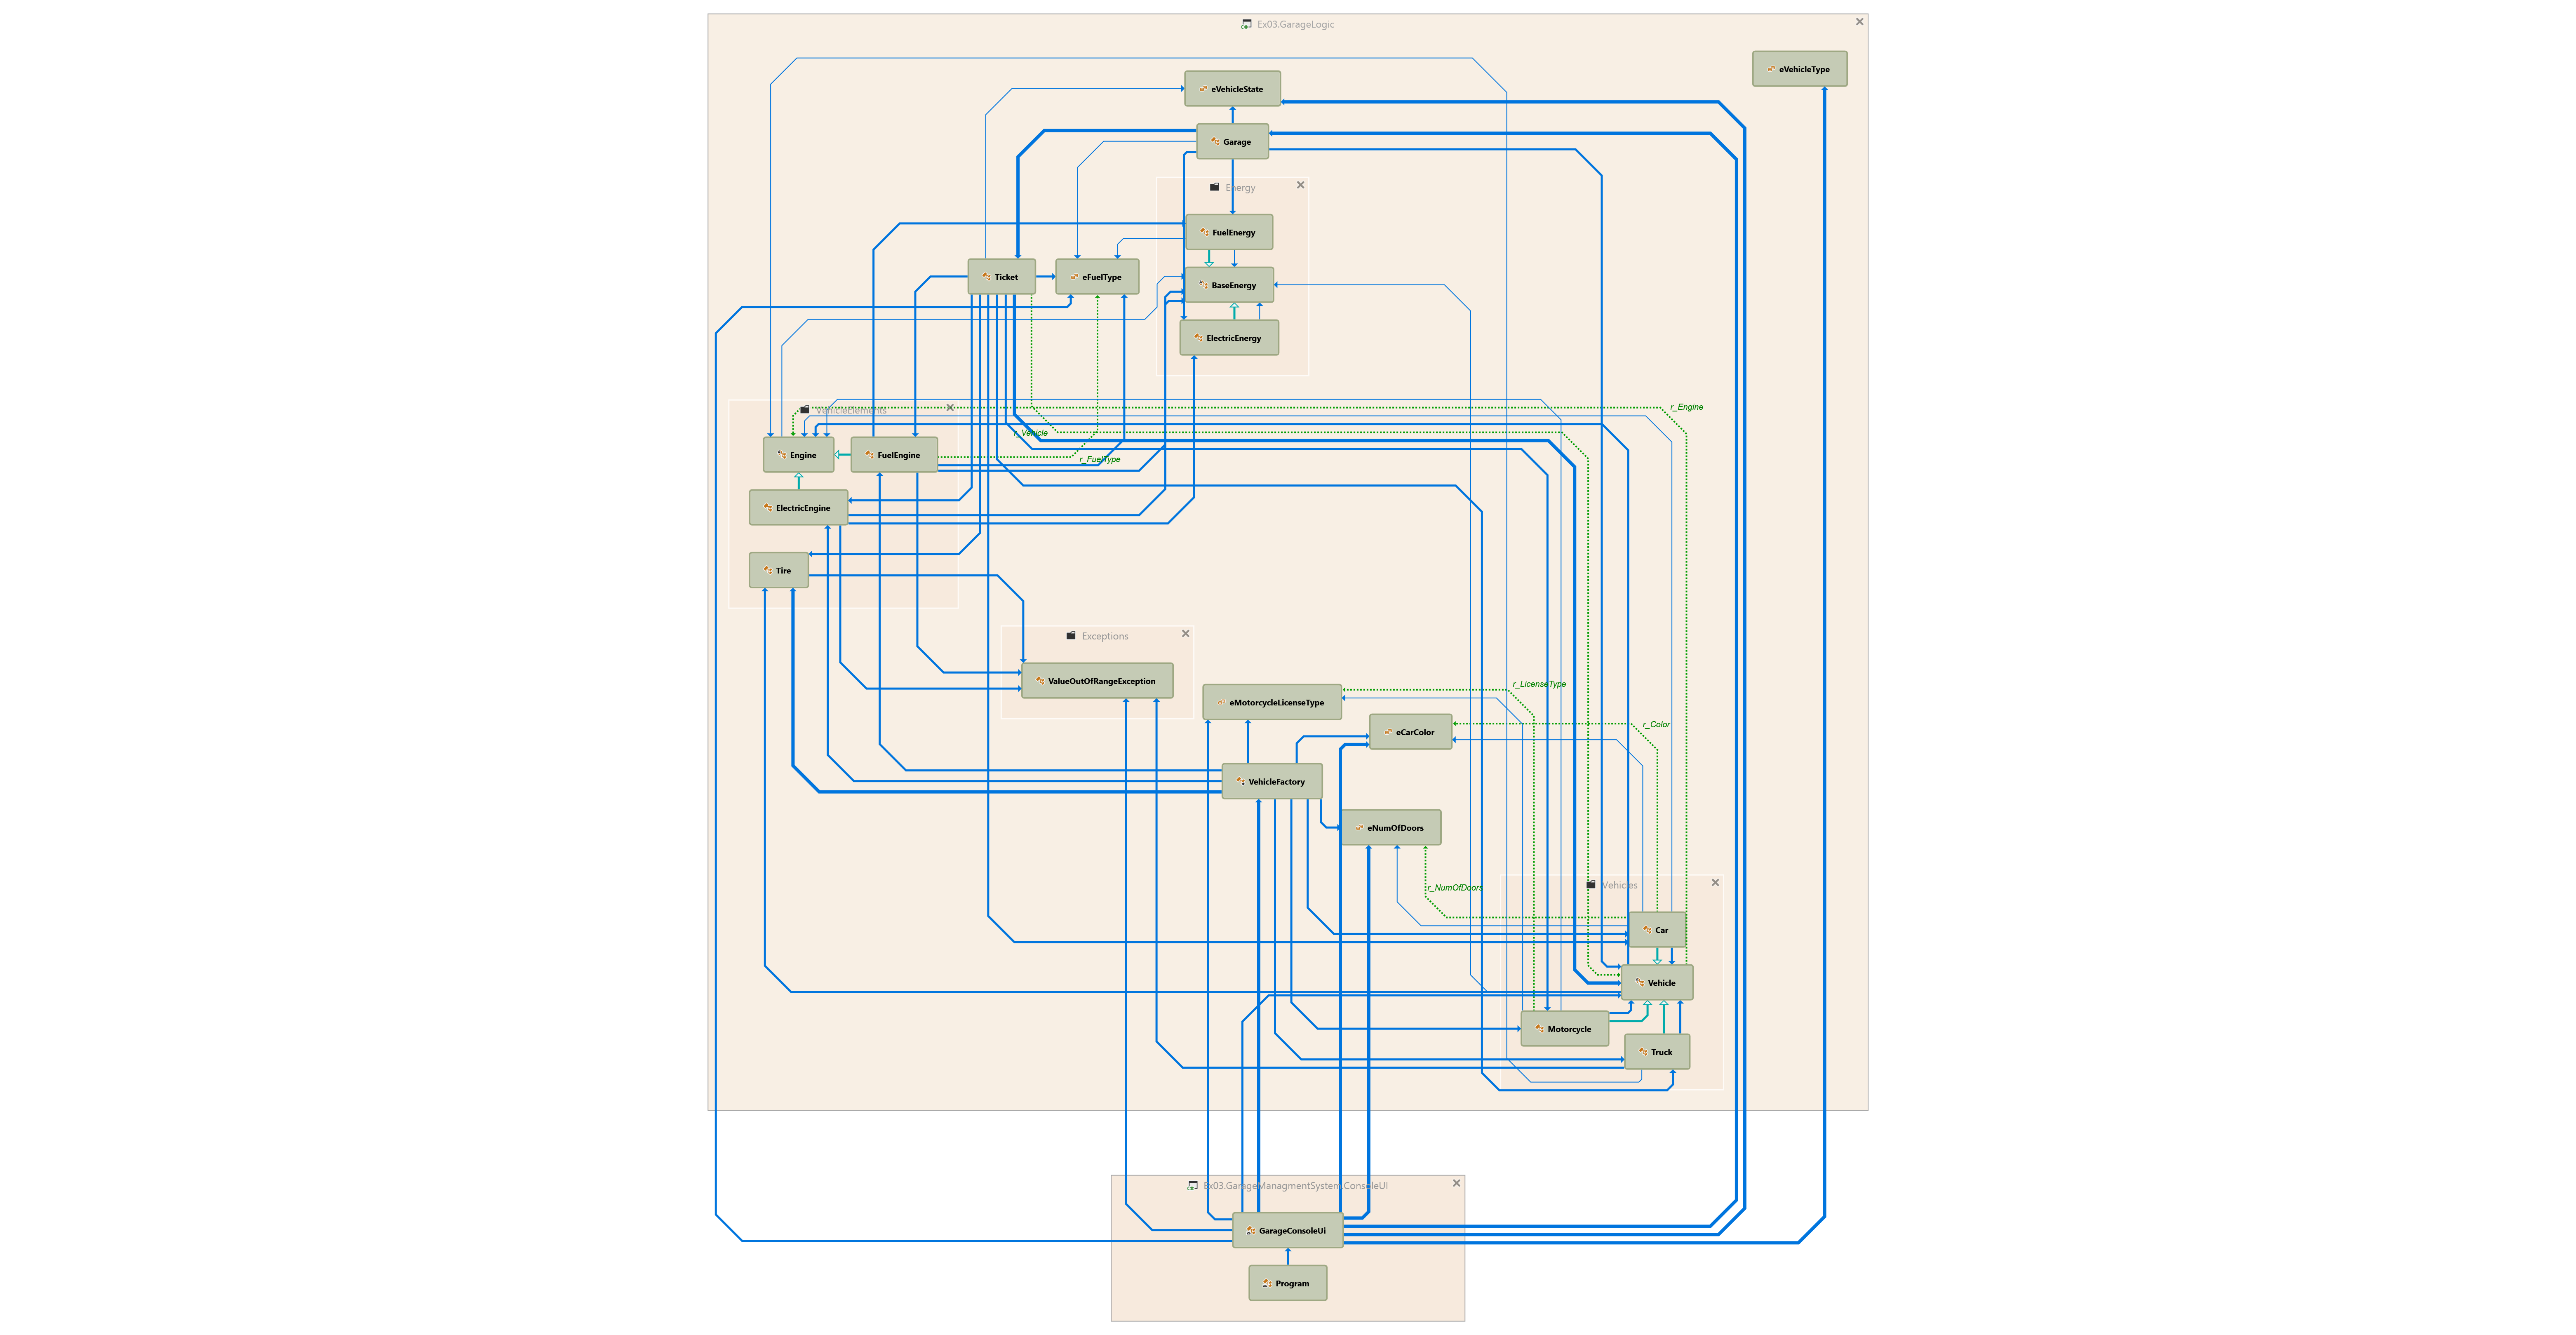 Ex03.GarageLogic
eVehicleType
eVehicleState
Garage
Energy
FuelEnergy
Ticket
eFuelType
BaseEnergy
ElectricEnergy
r_Engine
VehicleElements
r_Vehicle
Engine
FuelEngine
r_FuelType
ElectricEngine
Tire
Exceptions
ValueOutOfRangeException
r_LicenseType
eMotorcycleLicenseType
r_Color
eCarColor
VehicleFactory
eNumOfDoors
r_NumOfDoors
Vehicles
Car
Vehicle
Motorcycle
Truck
Ex03.GarageManagmentSystem.ConsoleUI
GarageConsoleUi
Program